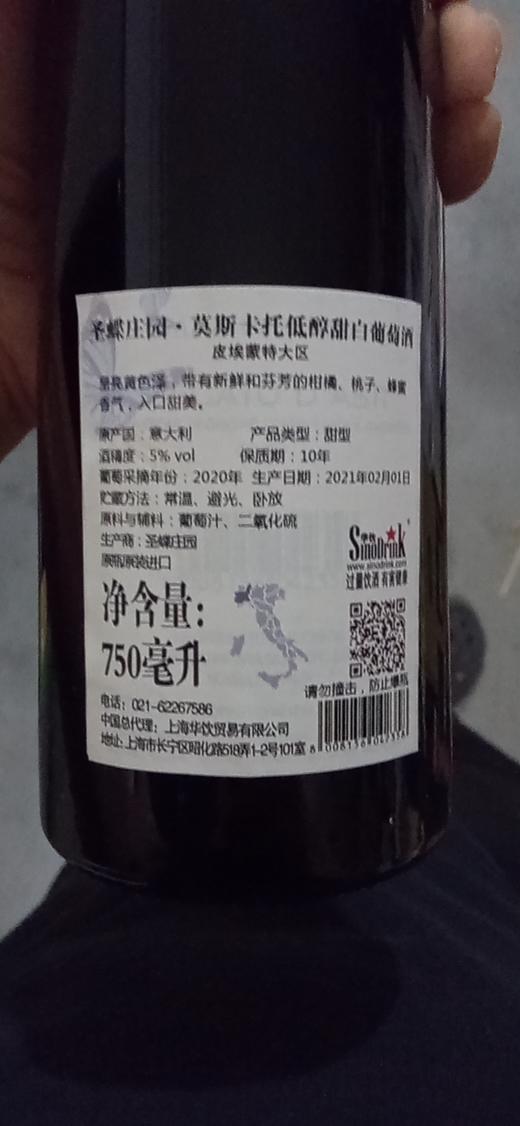 圣蝶庄园·莫斯卡托低醇甜白葡萄酒
皮埃蒙特大区
星亮黄色泽，带有新鲜和芬芳的柑橘、桃子、蜂蜜
香气，入口甜美。
原产国：意大利 产品类型：甜型
酒精度：5% vol 保质期：10年
葡萄采摘年份：2020年 生产日期：2021年02月01日
贮藏方法：常温、避光、卧放
原料与辅料：葡萄汁、二氧化硫
生产商：圣蝶庄园
原瓶原装进口
华饮
SinoDrink
www.sinodrink.com
过量饮酒 有害健康
净含量：
750毫升
请勿撞击，防止爆瓶
电话：021-62267586
中国总代理：上海华饮贸易有限公司
地址：上海市长宁区昭化路518弄1-2号101室